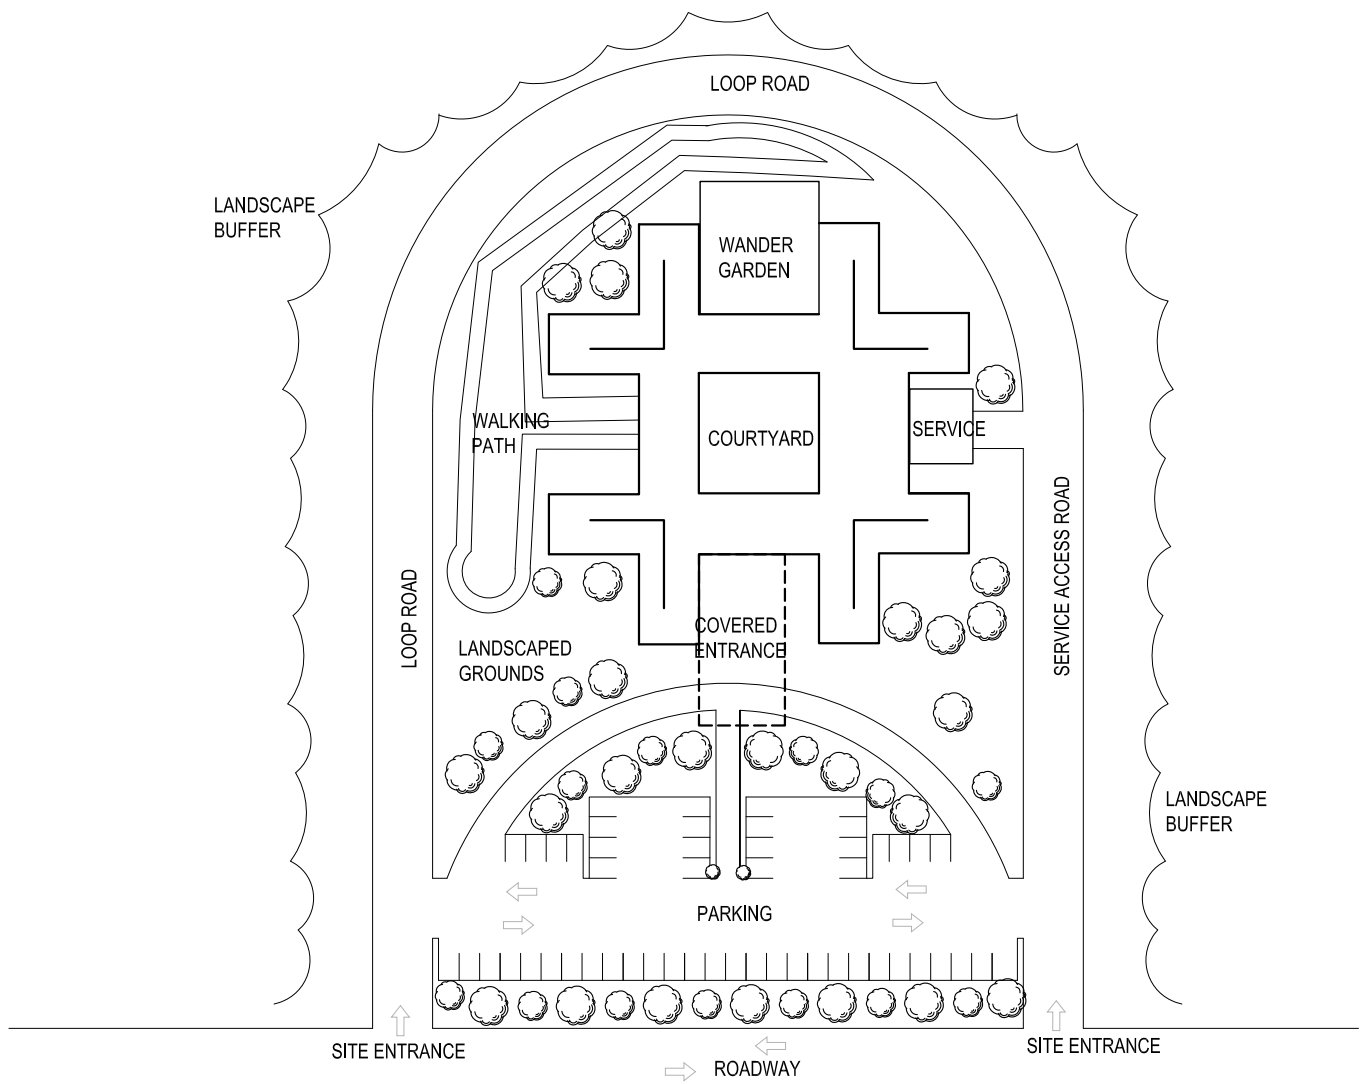 LOOP ROAD
LANDSCAPE
BUFFER
WANDER
GARDEN
WALKING
PATH
COURTYARD
SERVICE
LOOP ROAD
SERVICE ACCESS ROAD
COVERED
ENTRANCE
LANDSCAPED
GROUNDS
LANDSCAPE
BUFFER
PARKING
SITE ENTRANCE
SITE ENTRANCE
ROADWAY